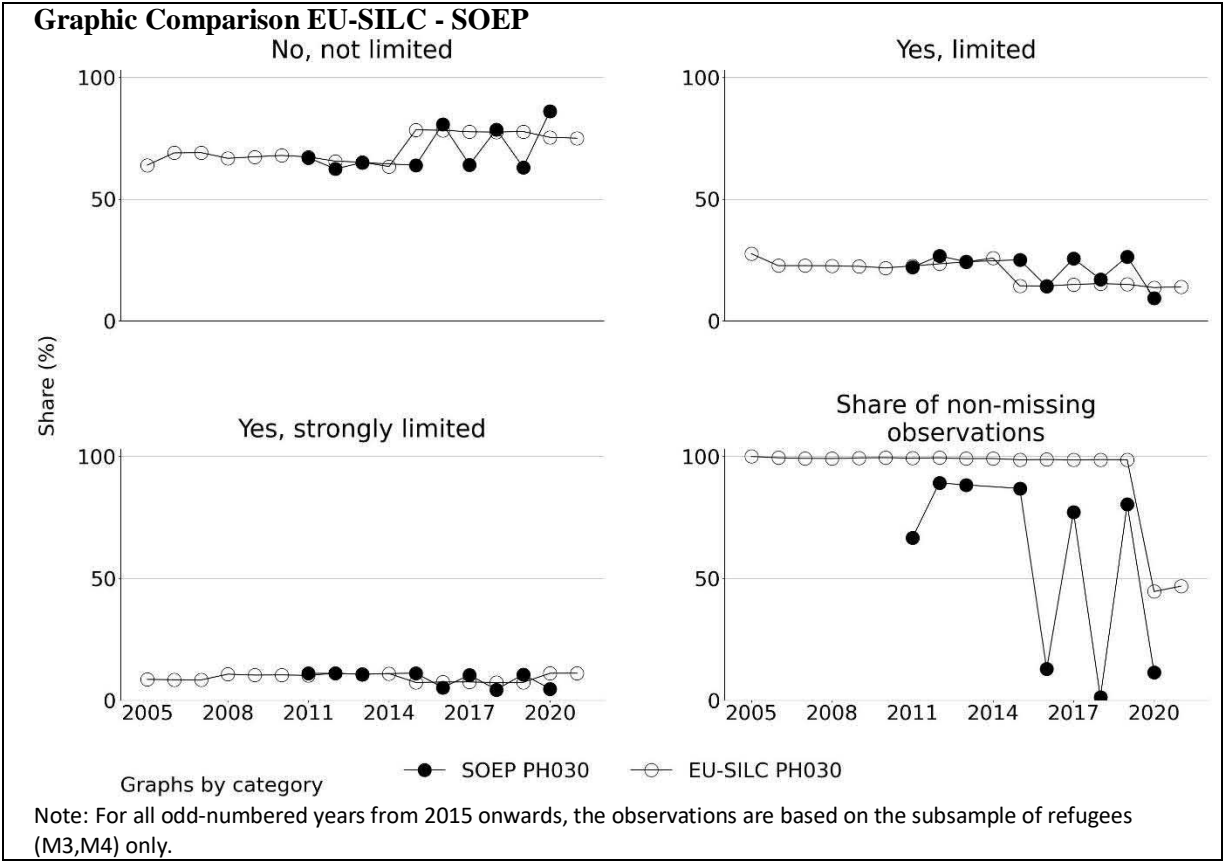 Graphic Comparison EU-SILC - SOEP
No, not limited
100
50
0
Yes, limited
100
50
0
Share (%)
Yes, strongly limited
100
50
0
2005 2008 2011 2014 2017 2020
Share of non-missing
observations
100
50
0
2005 2008 2011 2014 2017 2020
SOEP PH030 EU-SILC PH030
Graphs by category
Note: For all odd-numbered years from 2015 onwards, the observations are based on the subsample of refugees
(M3,M4) only.